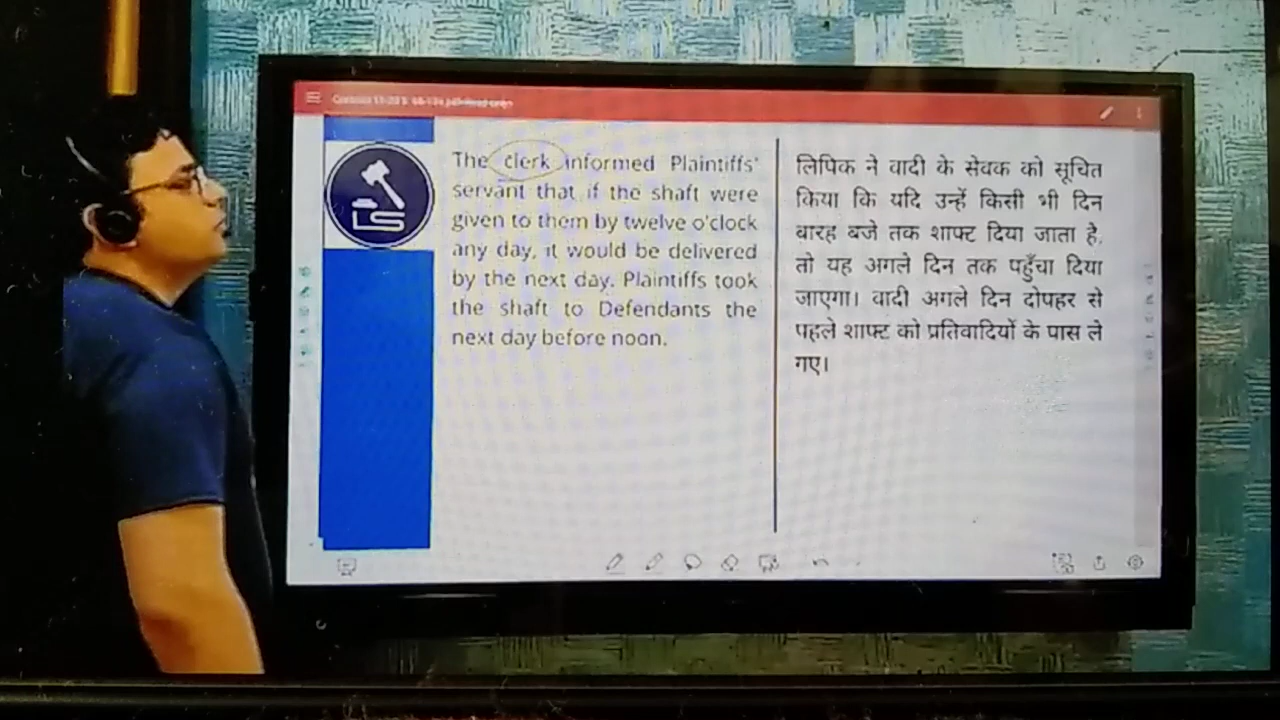 The clerk informed Plaintiffs'
servant that if the shaft were
given to them by twelve o'clock
any day, it would be delivered
by the next day. Plaintiffs took
the shaft to Defendants the
next day before noon.
लिपिक ने वादी के सेवक को सूचित
किया कि यदि उन्हें किसी भी दिन
बारह बजे तक शाफ्ट दिया जाता है,
तो यह अगले दिन तक पहुँचा दिया
जाएगा। वादी अगले दिन दोपहर से
पहले शाफ्ट को प्रतिवादियों के पास ले
गए।
LS